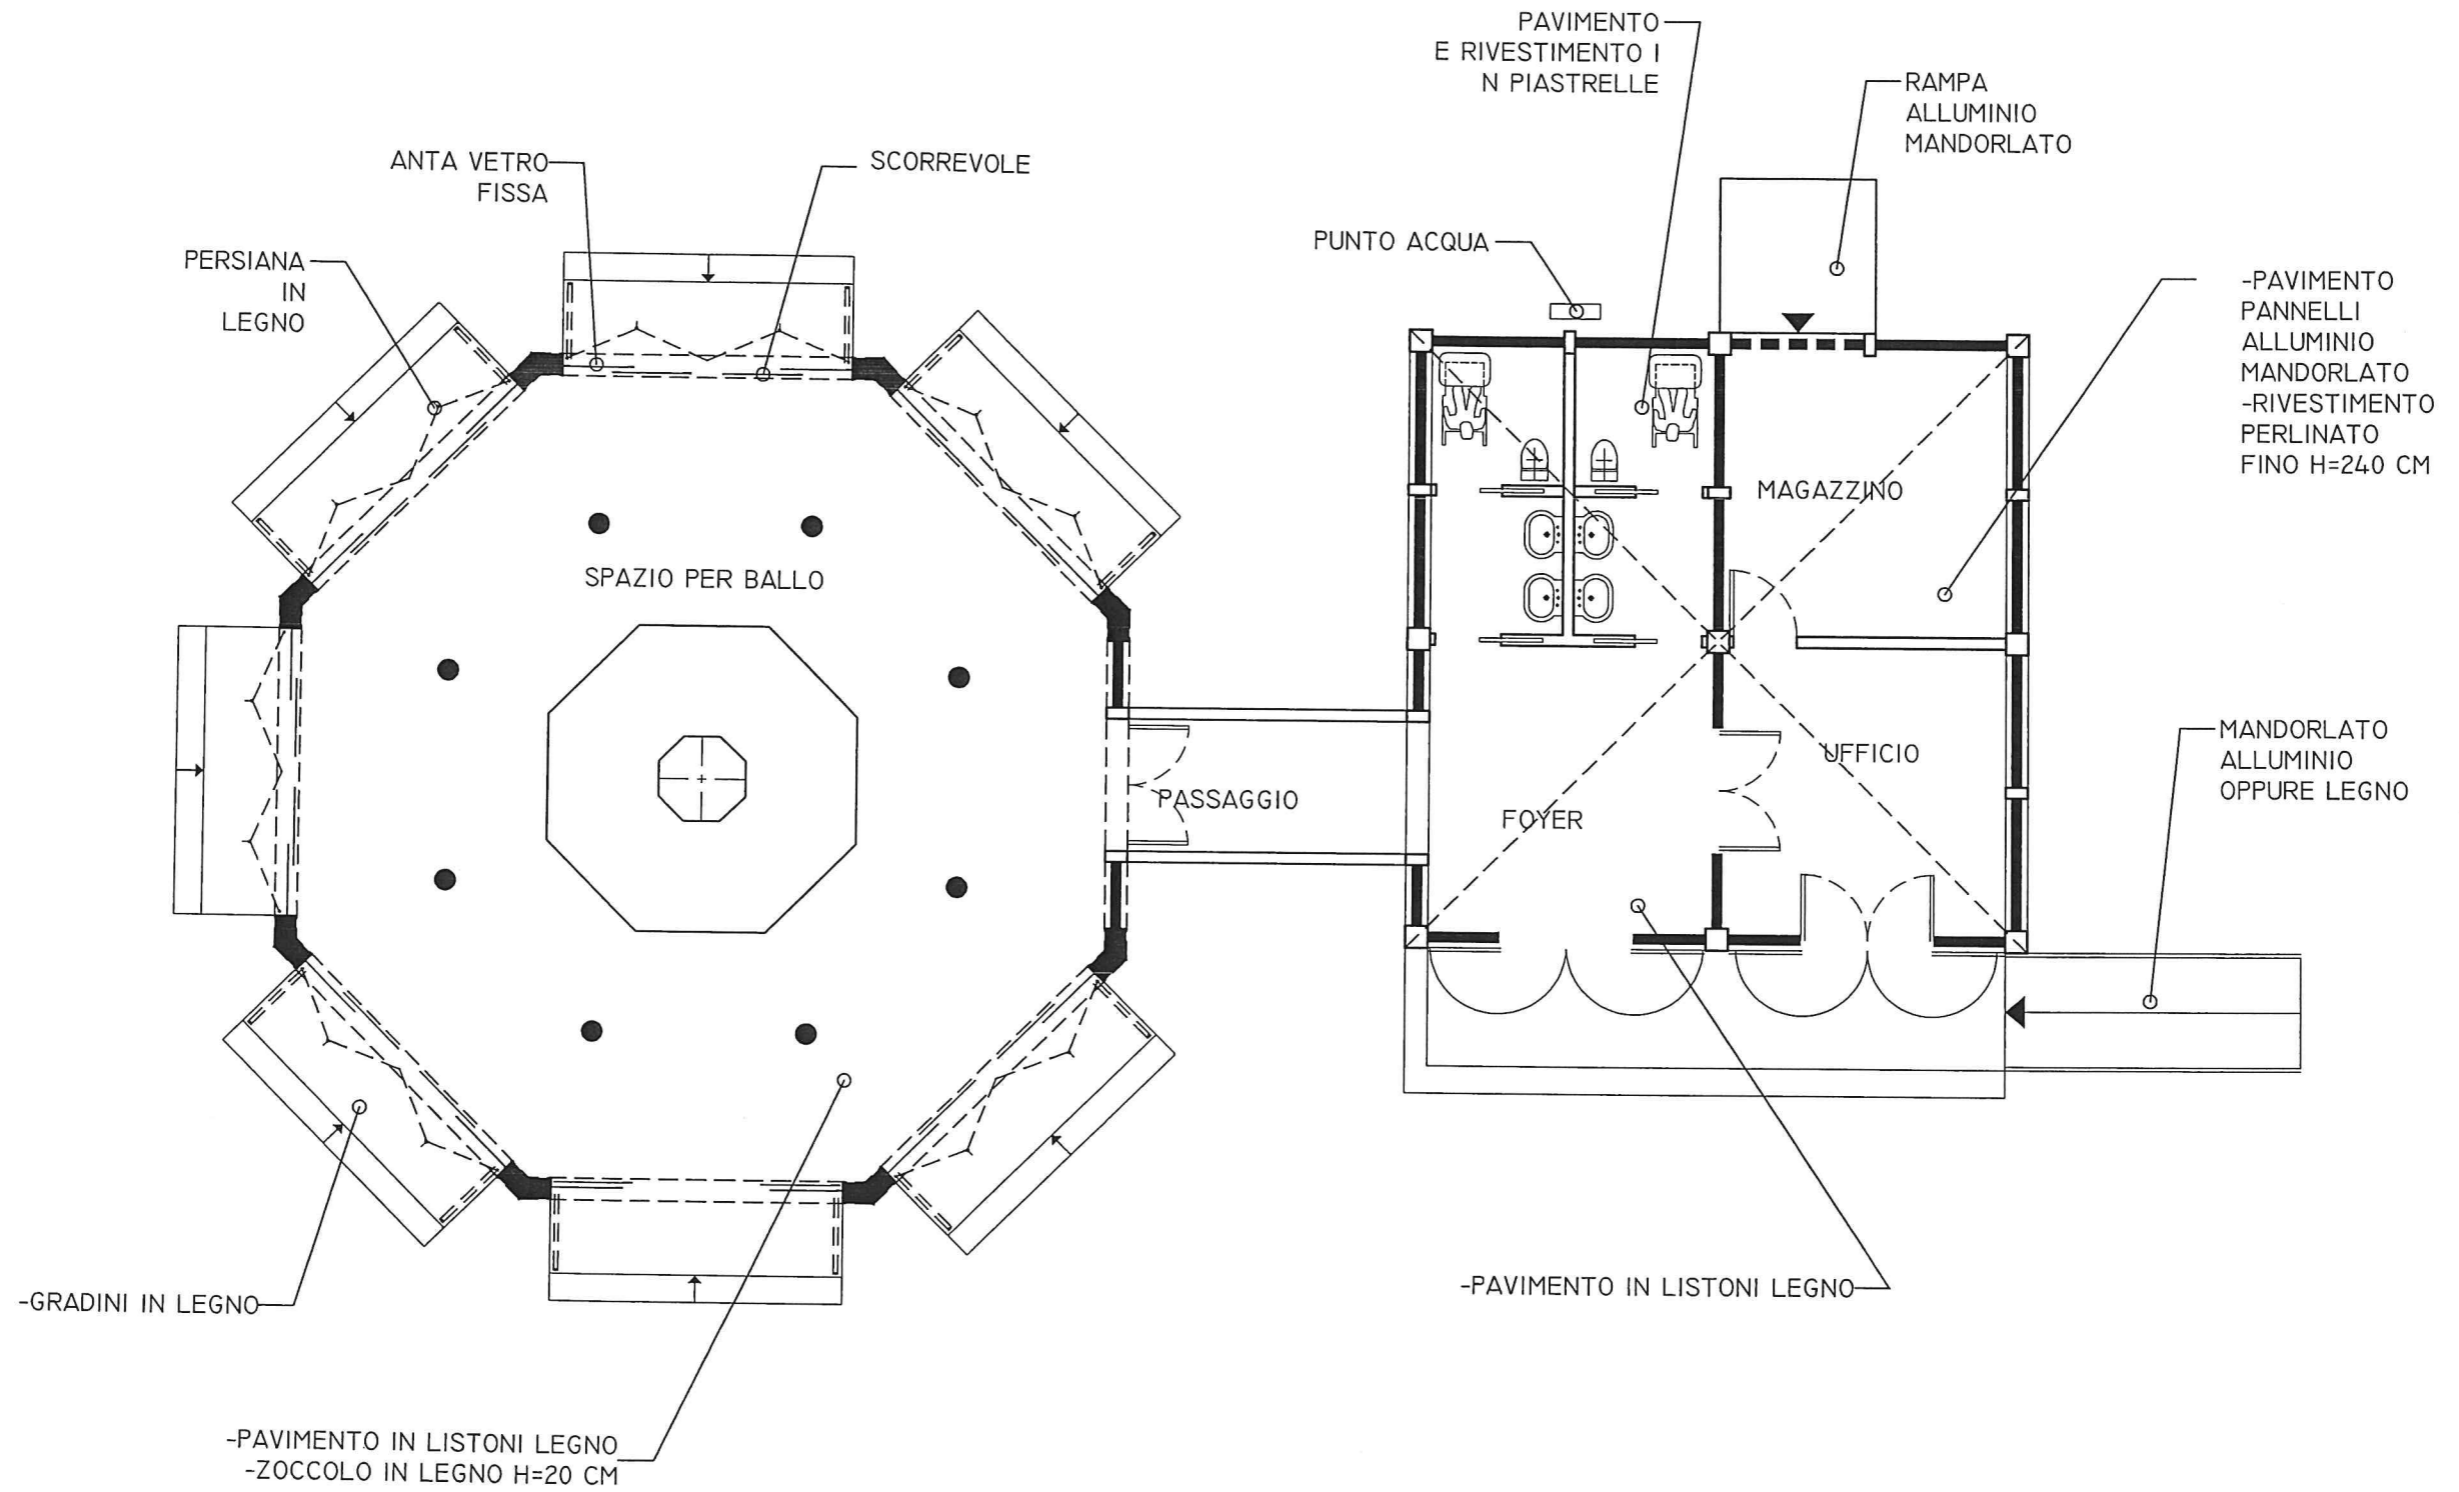 PAVIMENTO
E RIVESTIMENTO I
N PIASTRELLE
RAMPA
ALLUMINIO
MANDORLATO
ANTA VETRO
FISSA
SCORREVOLE
PUNTO ACQUA
PERSIANA
IN
LEGNO
-PAVIMENTO
PANNELLI
ALLUMINIO
MANDORLATO
-RIVESTIMENTO
PERLINATO
FINO H=240 CM
MAGAZZINO
SPAZIO PER BALLO
MANDORLATO
ALLUMINIO
OPPURE LEGNO
UFFICIO
PASSAGGIO
FOYER
-PAVIMENTO IN LISTONI LEGNO
-GRADINI IN LEGNO
-PAVIMENTO IN LISTONI LEGNO
-ZOCCOLO IN LEGNO H=20 CM